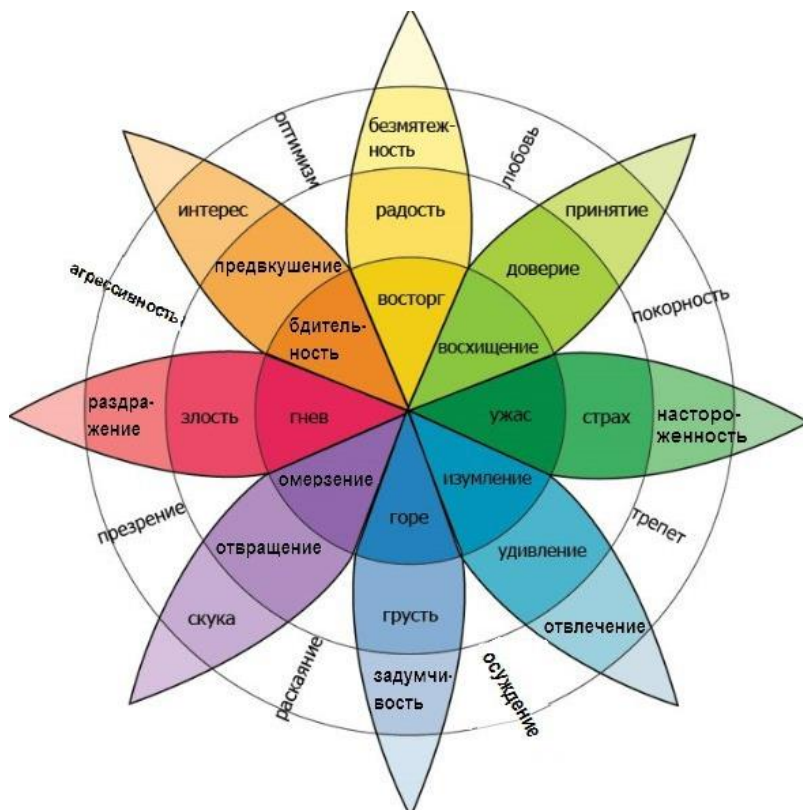 безмятеж-
ность
оптимизм
любовь
интерес
радость
принятие
предвкушение
доверие
агрессивность
восторг
покорность
бдитель-
ность
восхищение
раздра-
жение
злость
гнев
ужас
страх
насторо-
женность
омерзение
изумление
презрение
горе
трепет
отвращение
удивление
скука
грусть
отвлечение
раскаяние
задумчи-
вость
осуждение